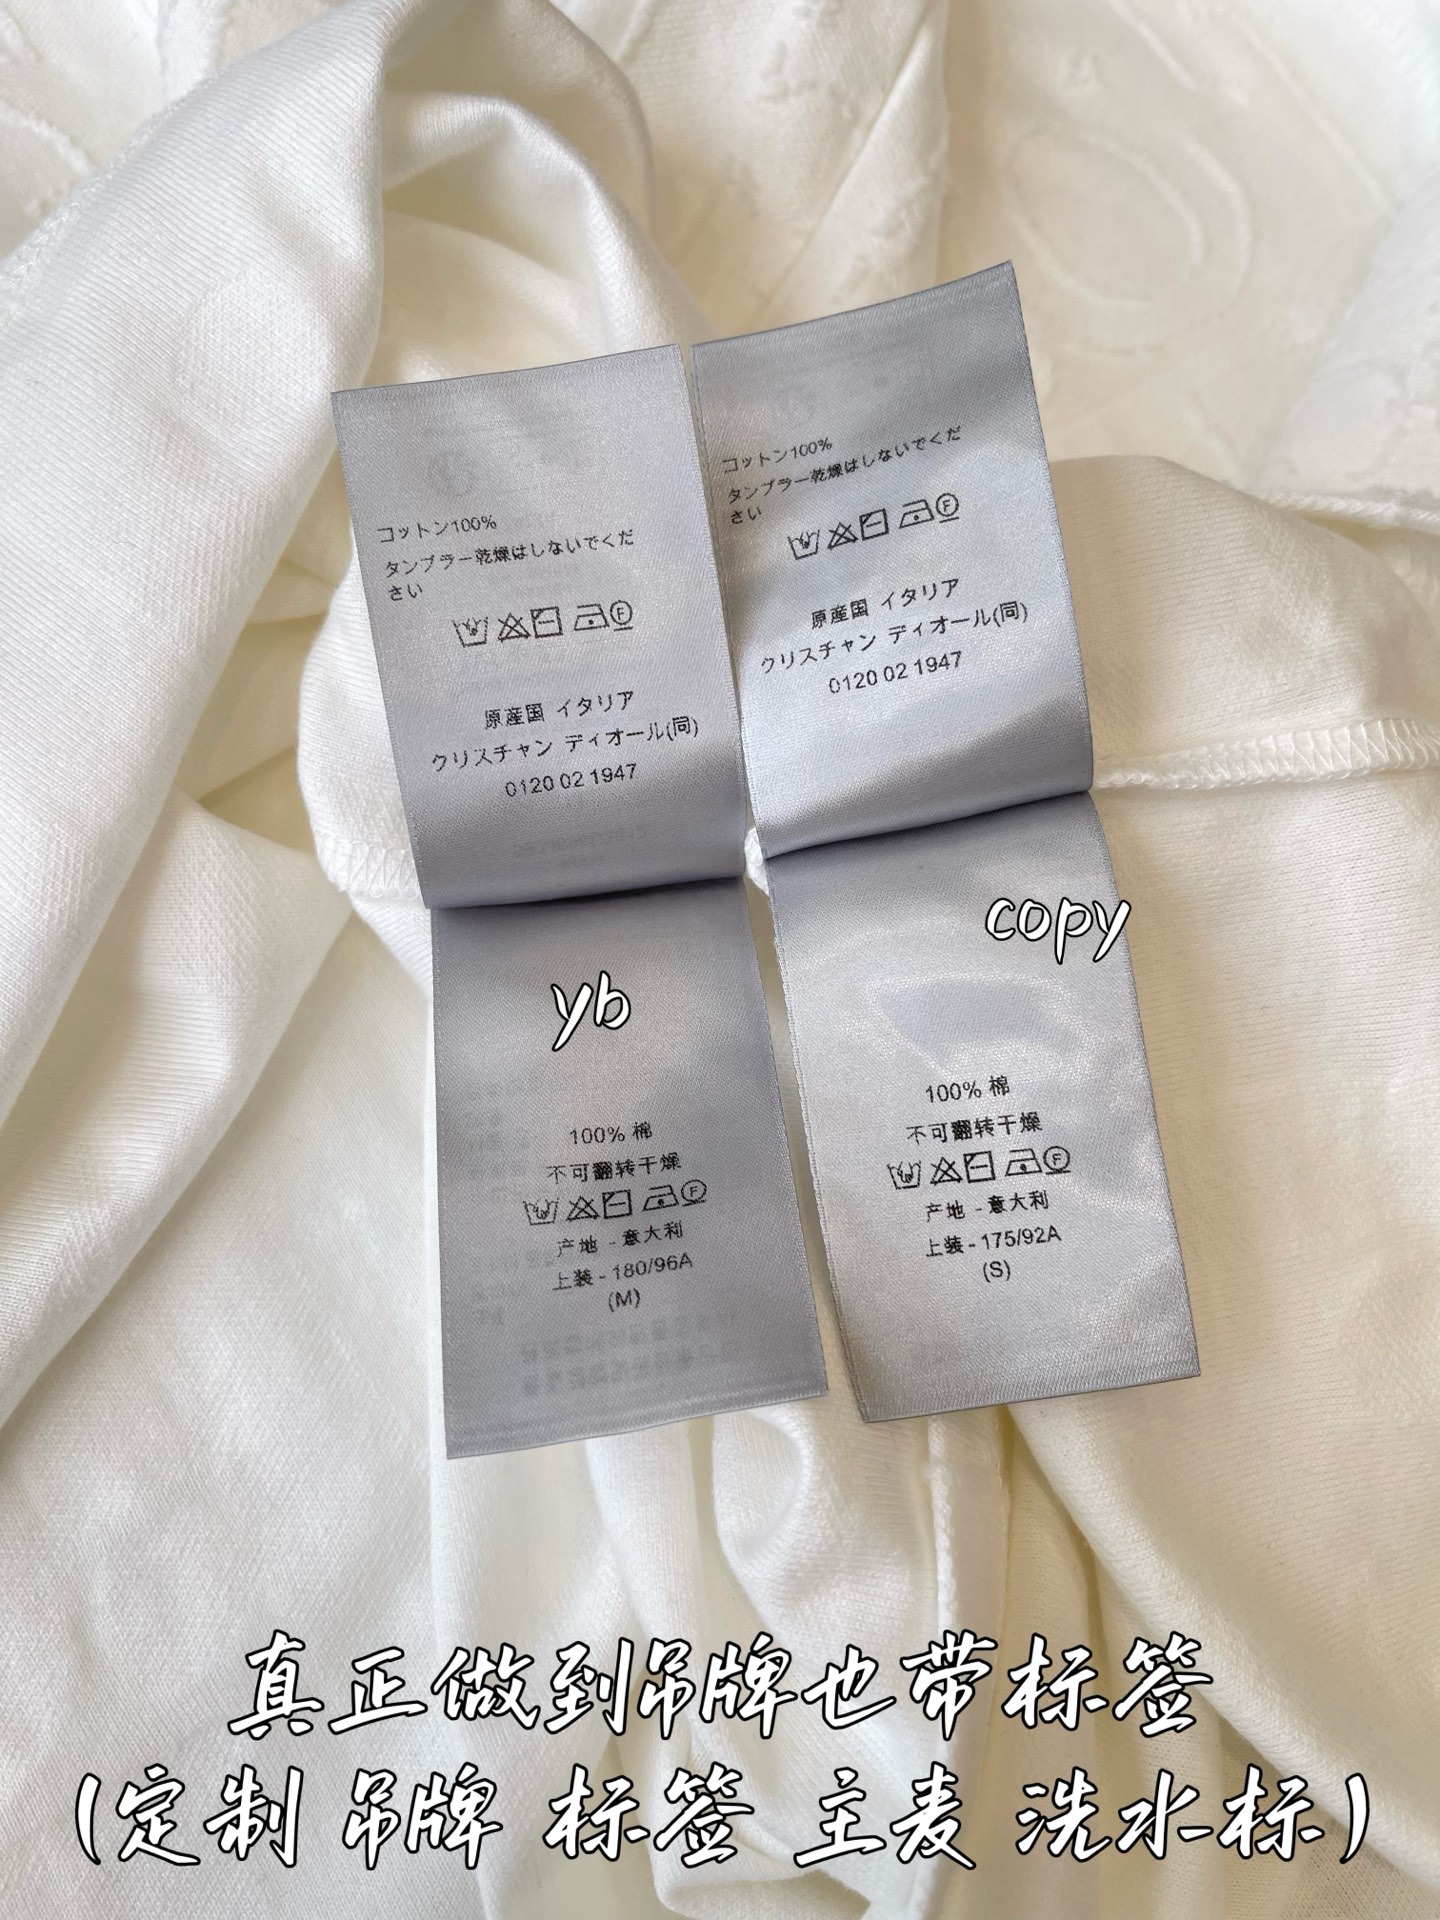 コットン100%
タンブラー乾燥はしないでくだ
さい
原産国 イタリア
クリスチャン ディオール(同)
0120 02 1947
コットン100%
タンブラー乾燥はしないでくだ
さい
原産国 イタリア
クリスチャン ディオール(同)
0120 02 1947
yb
100% 棉
不可翻转干燥
产地 - 意大利
上装 - 180/96A
(M)
copy
100% 棉
不可翻转干燥
产地 - 意大利
上装 - 175/92A
(S)
真正做到吊牌也带标签
(定制 吊牌 标签 主麦 洗水标)